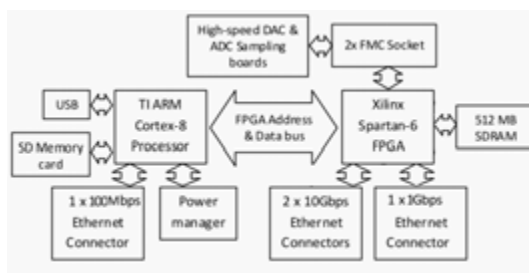 High-speed DAC &
ADC Sampling
boards
2x FMC Socket
USB
TI ARM
Cortex-8
Processor
FPGA Address
& Data bus
Xilinx
Spartan-6
FPGA
512 MB
SDRAM
SD Memory
card
1 x 100Mbps
Ethernet
Connector
Power
manager
2 x 10Gbps
Ethernet
Connectors
1 x 1Gbps
Ethernet
Connector